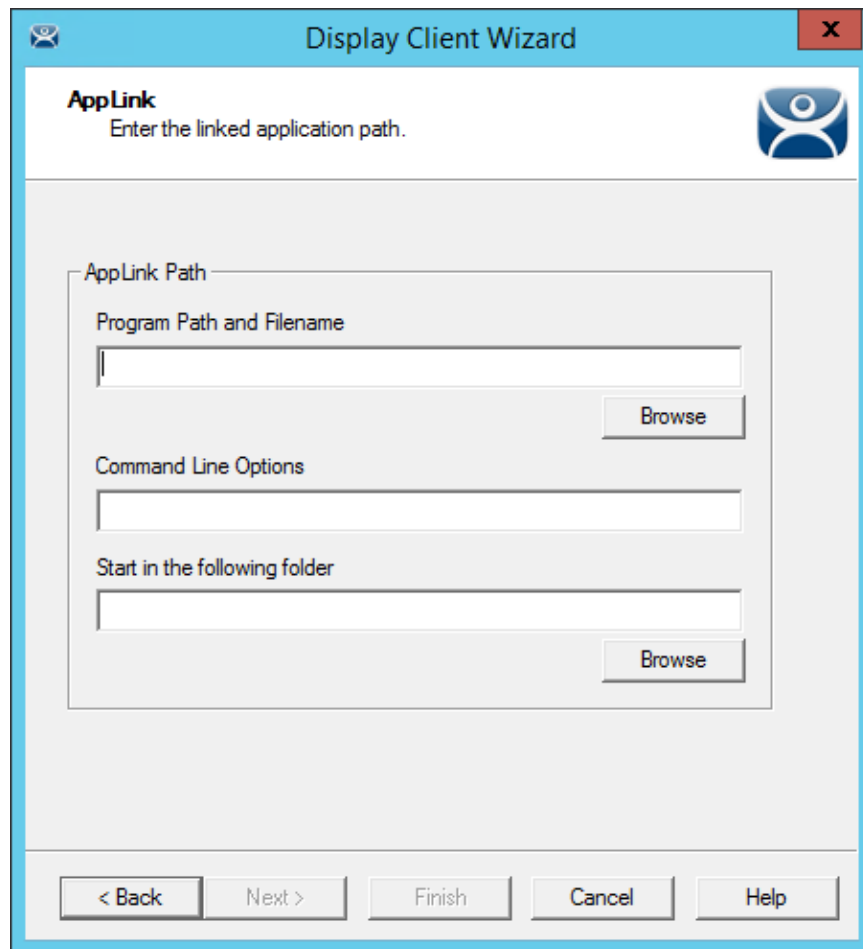 Display Client Wizard
x
AppLink
Enter the linked application path.
AppLink Path
Program Path and Filename
Browse
Command Line Options
Start in the following folder
Browse
< Back Next > Finish Cancel Help